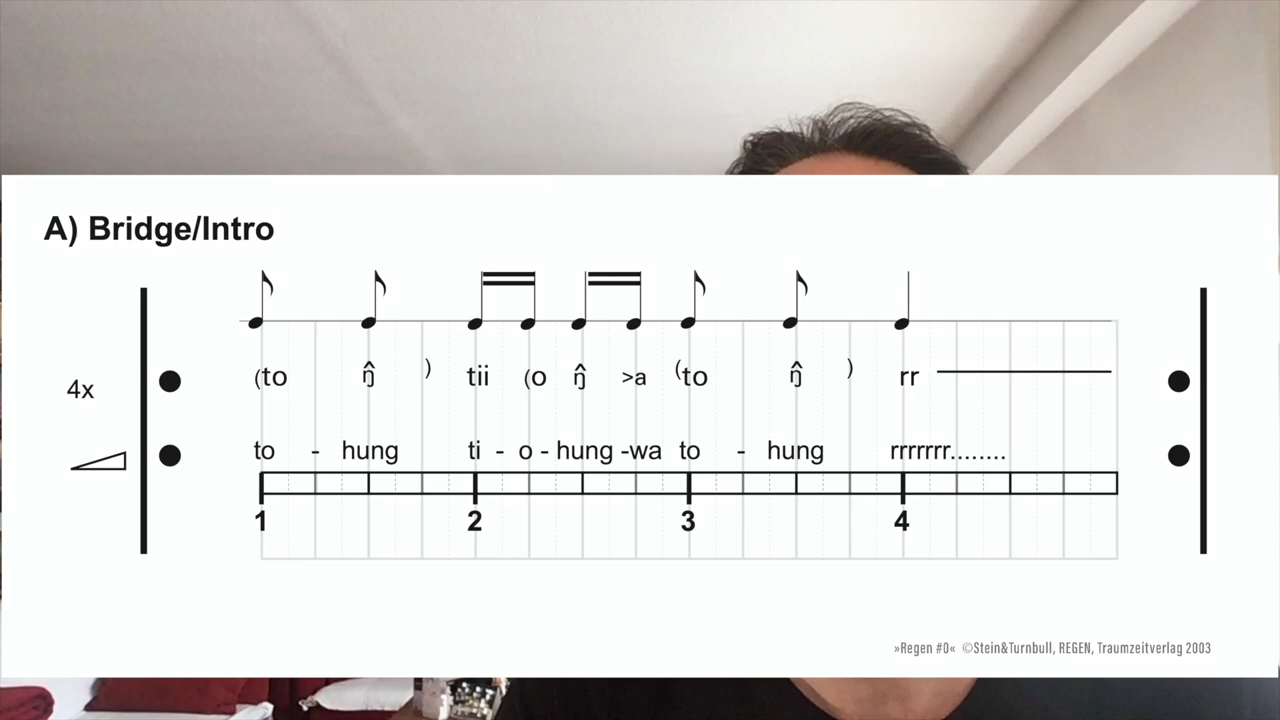 A) Bridge/Intro
4x
(to ŋ̂ ) tii (o ŋ̂ >a (to ŋ̂ ) rr
to - hung ti - o - hung -wa to - hung rrrrrrr........
1 2 3 4
»Regen #0« ©Stein&Turnbull, REGEN, Traumzeitverlag 2003